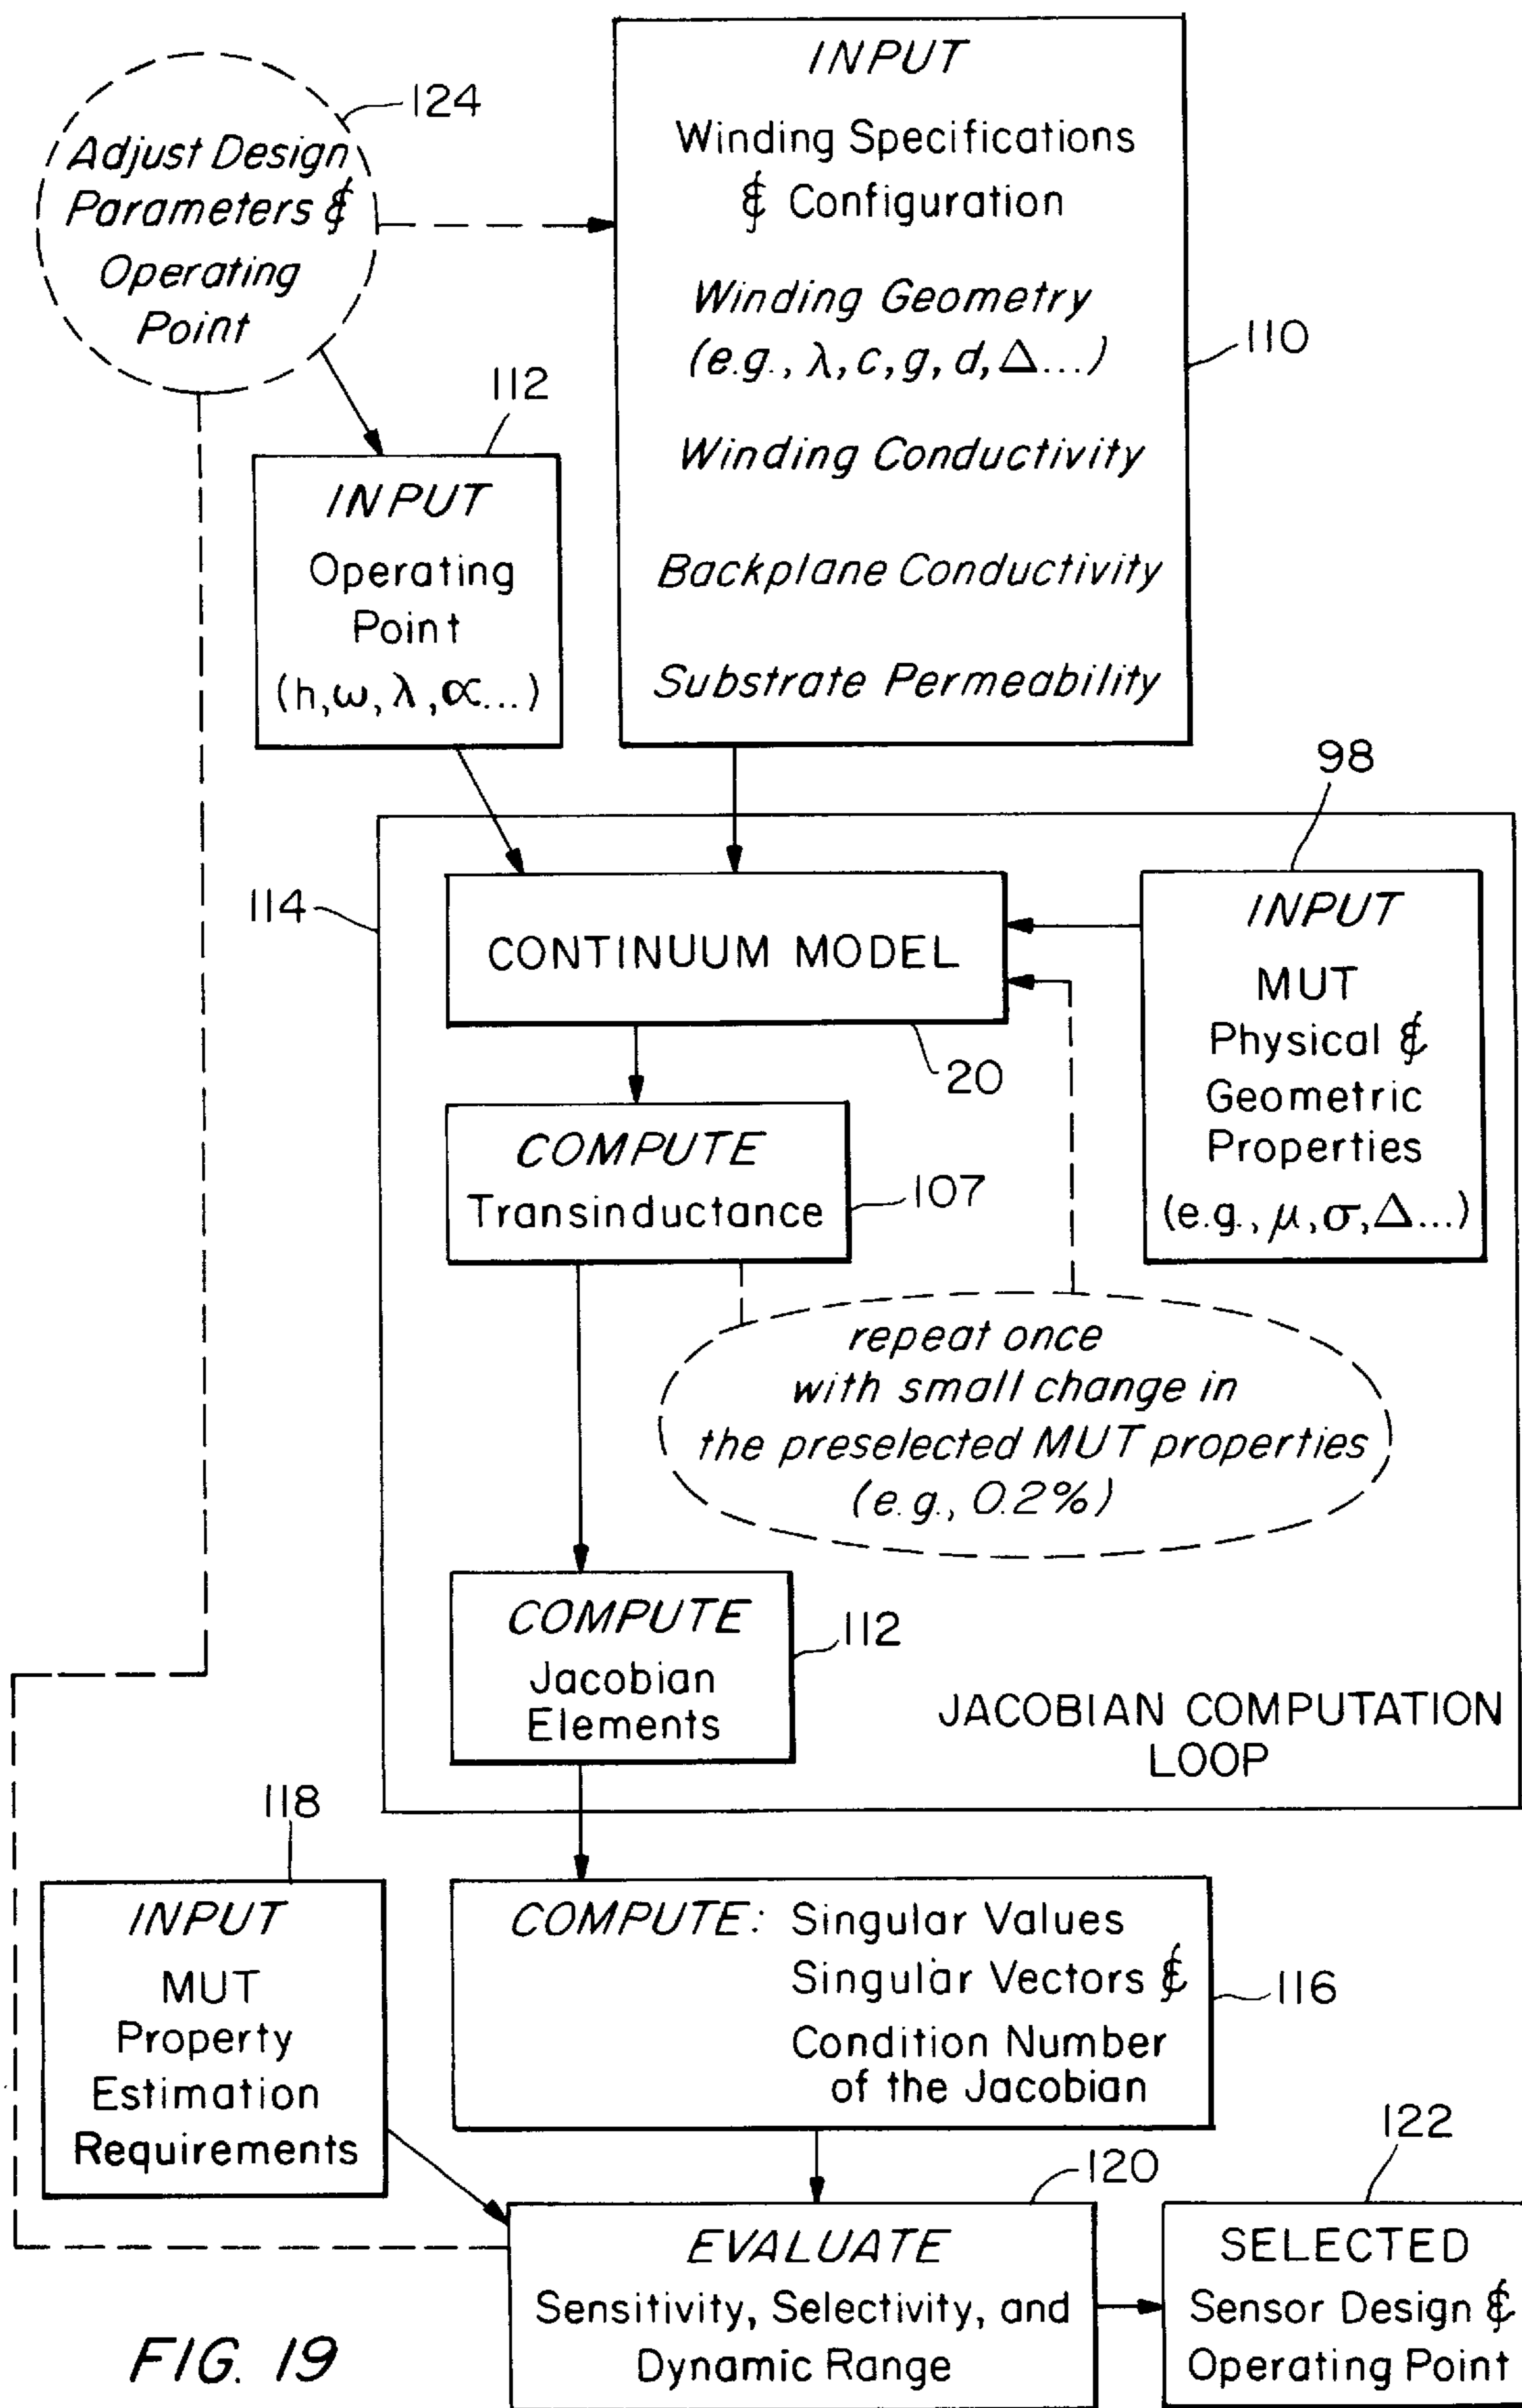 INPUT
Winding Specifications
& Configuration
Winding Geometry
(e.g., λ, c, g, d, Δ...)
Winding Conductivity
Backplane Conductivity
Substrate Permeability
110
124
Adjust Design
Parameters &
Operating
Point
112
INPUT
Operating
Point
(h, ω, λ, ∝...)
98
INPUT
MUT
Physical &
Geometric
Properties
(e.g., μ, σ, Δ...)
114
CONTINUUM MODEL
20
COMPUTE
Transinductance
107
repeat once
with small change in
the preselected MUT properties
(e.g., 0.2%)
COMPUTE
Jacobian
Elements
112
JACOBIAN COMPUTATION
LOOP
118
INPUT
MUT
Property
Estimation
Requirements
COMPUTE: Singular Values
Singular Vectors &
Condition Number
of the Jacobian
116
120
EVALUATE
Sensitivity, Selectivity, and
Dynamic Range
122
SELECTED
Sensor Design &
Operating Point
FIG. 19